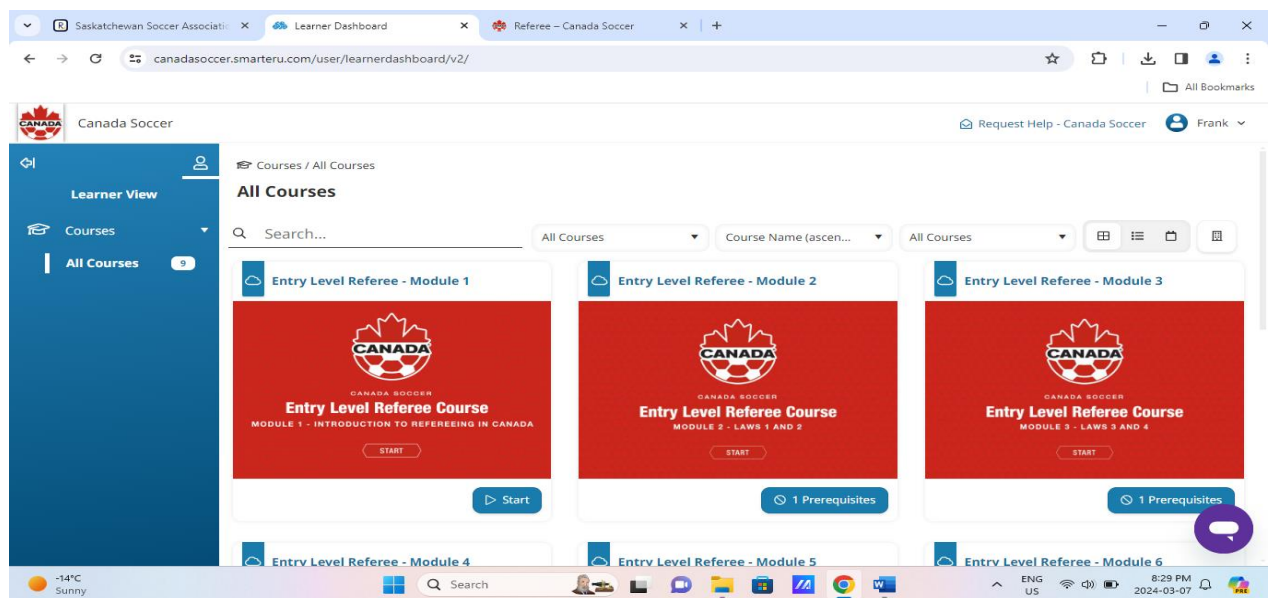 Saskatchewan Soccer Associatic
Learner Dashboard
Referee – Canada Soccer
canadasoccer.smarteru.com/user/learnerdashboard/v2/
All Bookmarks
CANADA
Canada Soccer
Request Help - Canada Soccer
Frank
Learner View
Courses
All Courses 9
Courses / All Courses
All Courses
Search...
All Courses
Course Name (ascen...
All Courses
Entry Level Referee - Module 1
CANADA
CANADA SOCCER
Entry Level Referee Course
MODULE 1 - INTRODUCTION TO REFEREEING IN CANADA
START
Start
Entry Level Referee - Module 2
CANADA
CANADA SOCCER
Entry Level Referee Course
MODULE 2 - LAWS 1 AND 2
START
1 Prerequisites
Entry Level Referee - Module 3
CANADA
CANADA SOCCER
Entry Level Referee Course
MODULE 3 - LAWS 3 AND 4
START
1 Prerequisites
Entry Level Referee - Module 4
Entry Level Referee - Module 5
Entry Level Referee - Module 6
-14°C
Sunny
Search
ENG
US
8:29 PM
2024-03-07
PRE